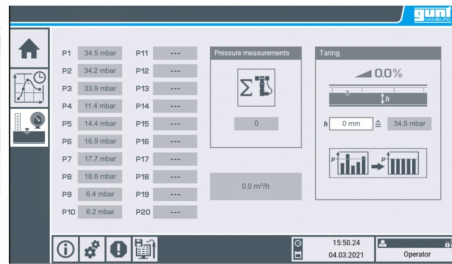 gunt
HAMBURG
P1 34.5 mbar P11 ---
P2 34.2 mbar P12 ---
P3 33.9 mbar P13 ---
P4 11.4 mbar P14 ---
P5 14.4 mbar P15 ---
P6 16.9 mbar P16 ---
P7 17.7 mbar P17 ---
P8 18.6 mbar P18 ---
P9 6.4 mbar P19 ---
P10 6.2 mbar P20 ---
Pressure measurements
Σ
0
0.0 m³/h
Taring
0.0%
h
h 0 mm ≙ 34.5 mbar
p p
15:50.24
04.03.2021
Operator